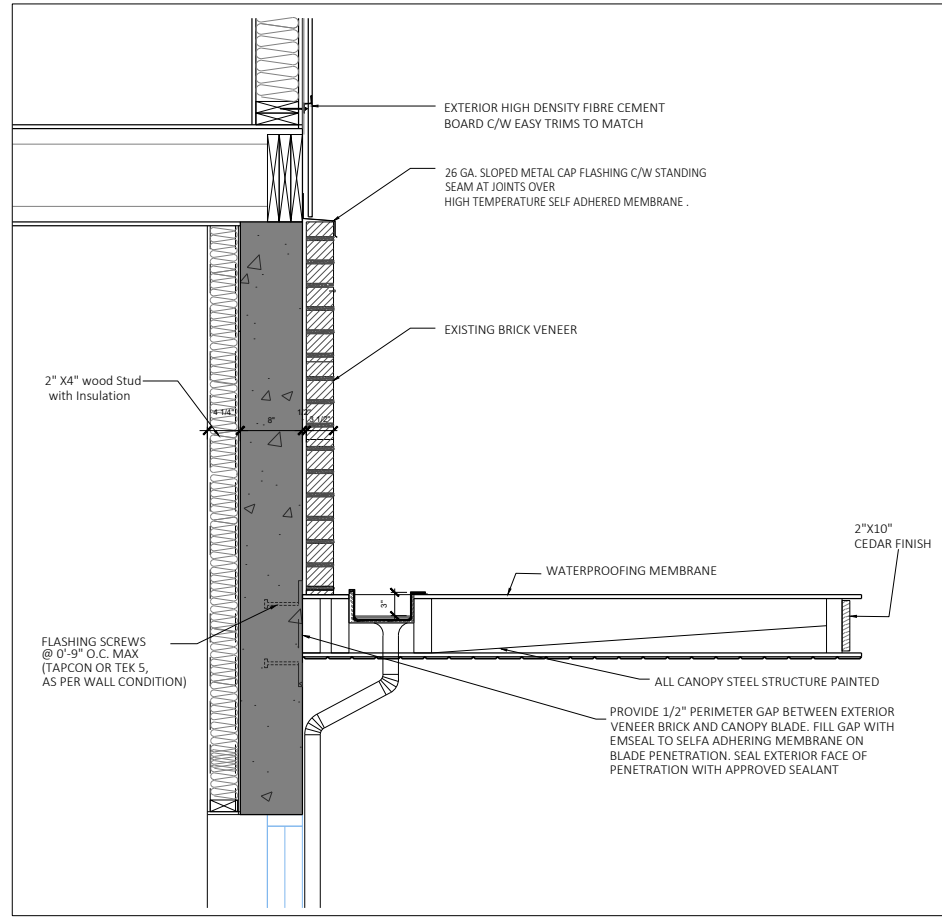 EXTERIOR HIGH DENSITY FIBRE CEMENT
BOARD C/W EASY TRIMS TO MATCH
26 GA. SLOPED METAL CAP FLASHING C/W STANDING
SEAM AT JOINTS OVER
HIGH TEMPERATURE SELF ADHERED MEMBRANE .
EXISTING BRICK VENEER
2" X4" wood Stud
with Insulation
4 1/4"
8"
1/2"
3 1/2"
2"X10"
CEDAR FINISH
WATERPROOFING MEMBRANE
3"
FLASHING SCREWS
@ 0'-9" O.C. MAX
(TAPCON OR TEK 5,
AS PER WALL CONDITION)
ALL CANOPY STEEL STRUCTURE PAINTED
PROVIDE 1/2" PERIMETER GAP BETWEEN EXTERIOR
VENEER BRICK AND CANOPY BLADE. FILL GAP WITH
EMSEAL TO SELFA ADHERING MEMBRANE ON
BLADE PENETRATION. SEAL EXTERIOR FACE OF
PENETRATION WITH APPROVED SEALANT